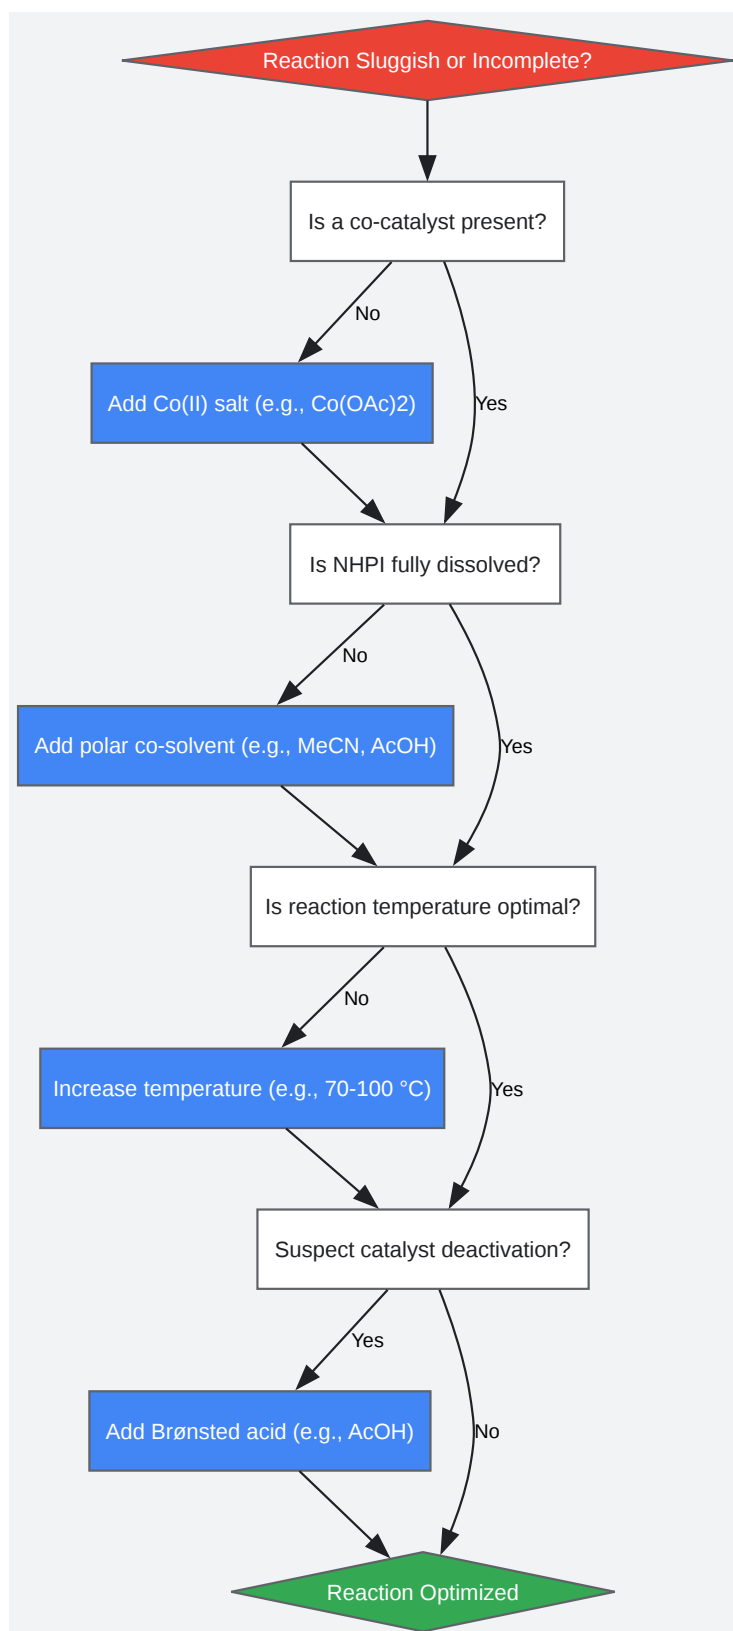 Reaction Sluggish or Incomplete?
Is a co-catalyst present?
No
Add Co(II) salt (e.g., Co(OAc)2)
Yes
Is NHPI fully dissolved?
No
Add polar co-solvent (e.g., MeCN, AcOH)
Yes
Is reaction temperature optimal?
No
Increase temperature (e.g., 70-100 °C)
Yes
Suspect catalyst deactivation?
Yes
Add Brønsted acid (e.g., AcOH)
No
Reaction Optimized